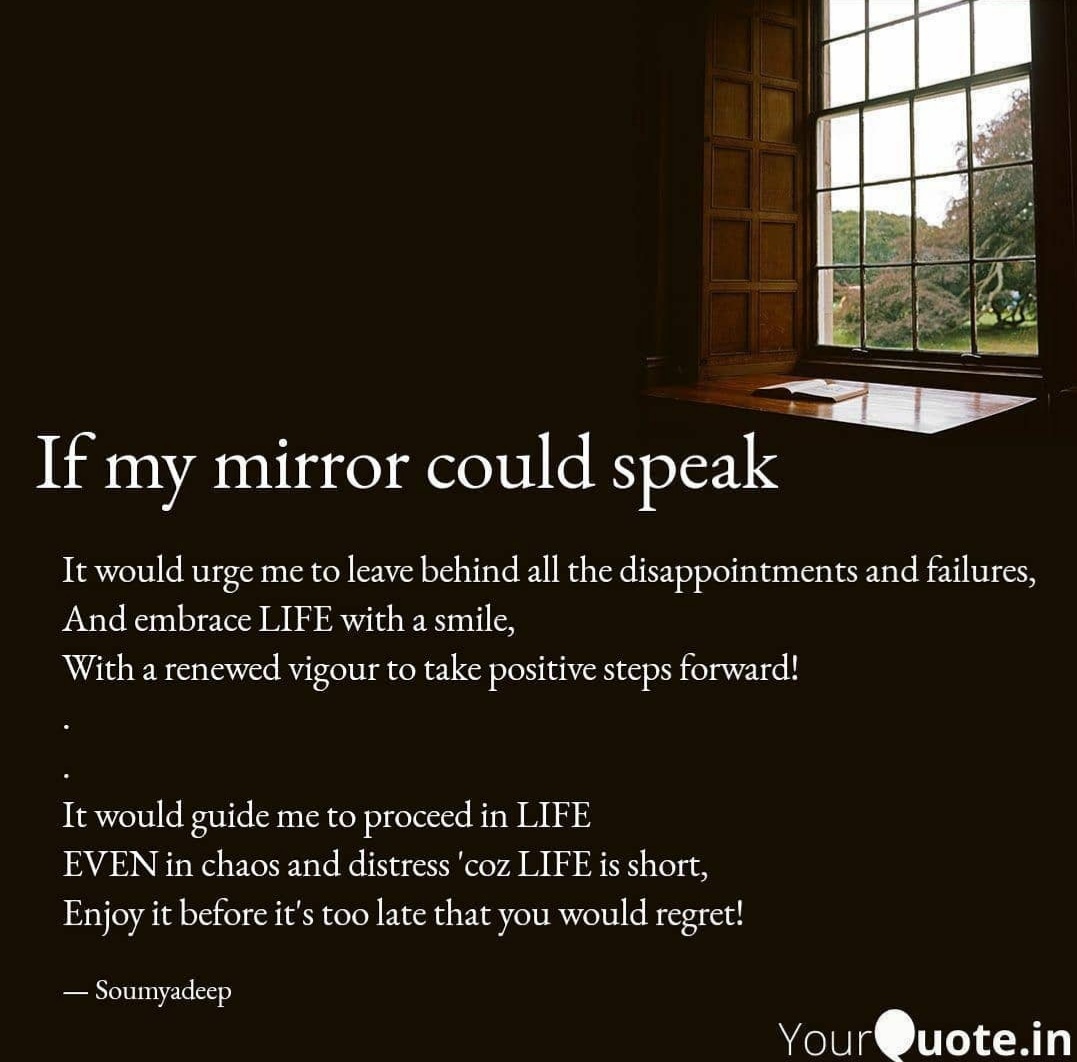 If my mirror could speak
It would urge me to leave behind all the disappointments and failures,
And embrace LIFE with a smile,
With a renewed vigour to take positive steps forward!
.
.
It would guide me to proceed in LIFE
EVEN in chaos and distress 'coz LIFE is short,
Enjoy it before it's too late that you would regret!
— Soumyadeep
YourQuote.in